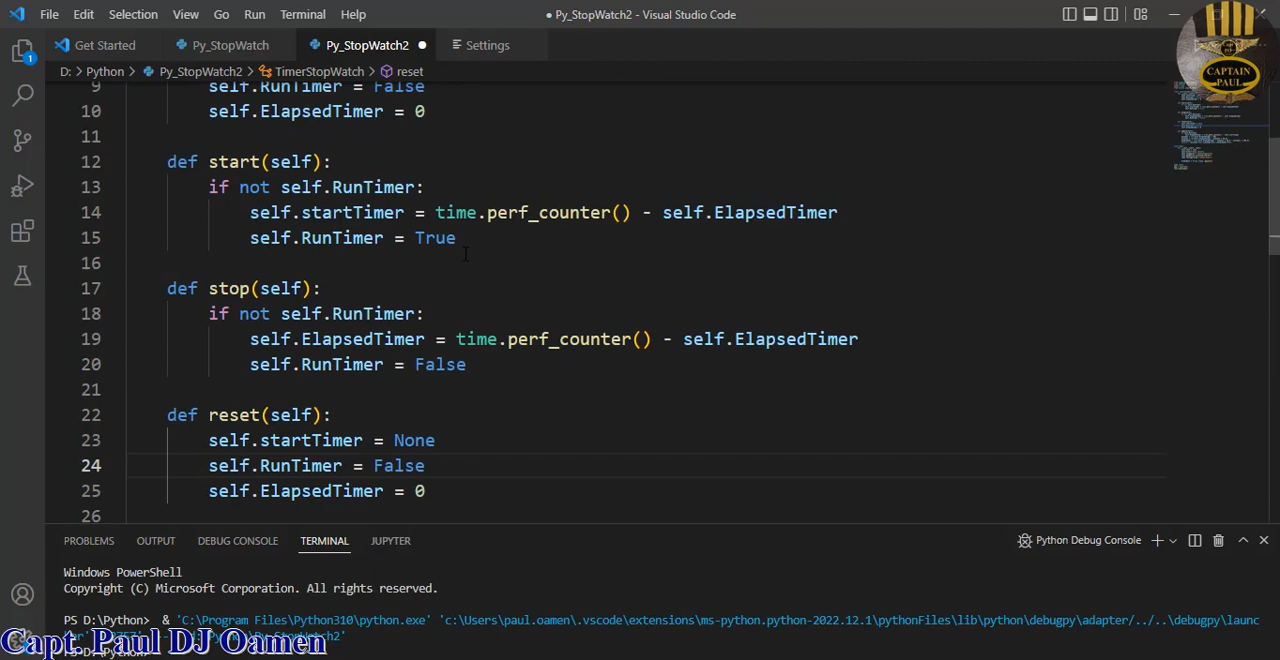 File Edit Selection View Go Run Terminal Help ● Py_StopWatch2 - Visual Studio Code
Get Started Py_StopWatch Py_StopWatch2 ● Settings
D: > Python > Py_StopWatch2 > TimerStopWatch > reset
CAPTAIN
PAUL
1
9 self.RunTimer = False
10 self.ElapsedTimer = 0
11
12 def start(self):
13 if not self.RunTimer:
14 self.startTimer = time.perf_counter() - self.ElapsedTimer
15 self.RunTimer = True
16
17 def stop(self):
18 if not self.RunTimer:
19 self.ElapsedTimer = time.perf_counter() - self.ElapsedTimer
20 self.RunTimer = False
21
22 def reset(self):
23 self.startTimer = None
24 self.RunTimer = False
25 self.ElapsedTimer = 0
26
PROBLEMS OUTPUT DEBUG CONSOLE TERMINAL JUPYTER Python Debug Console
Windows PowerShell
Copyright (C) Microsoft Corporation. All rights reserved.
PS D:\Python> & 'C:\Program Files\Python310\python.exe' 'c:\Users\paul.oamen\.vscode\extensions\ms-python.python-2022.12.1\pythonFiles\lib\python\debugpy\adapter/../..\debugpy\launc
Capt. Paul DJ Oamen
PS D:\Python>